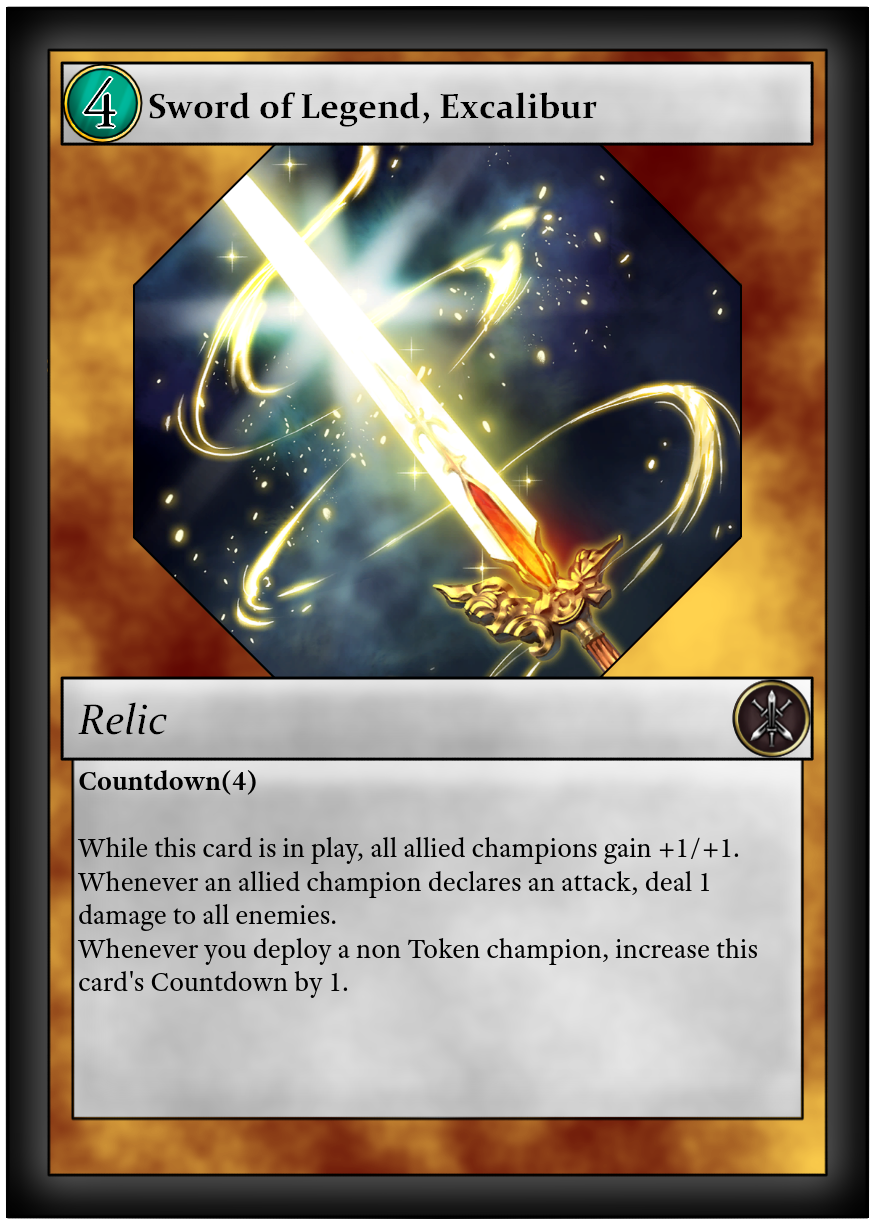 4 Sword of Legend, Excalibur
Relic
Countdown(4)
While this card is in play, all allied champions gain +1/+1.
Whenever an allied champion declares an attack, deal 1
damage to all enemies.
Whenever you deploy a non Token champion, increase this
card's Countdown by 1.